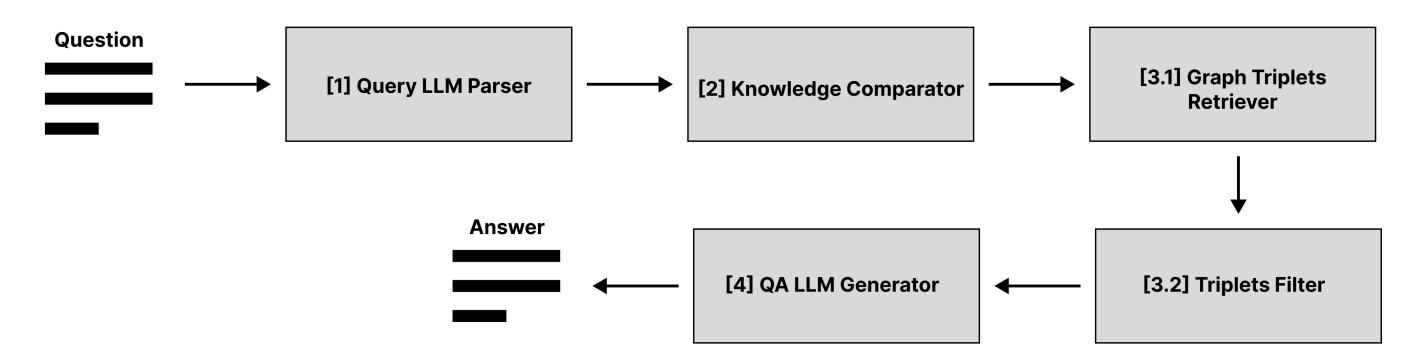 Question
[1] Query LLM Parser
[2] Knowledge Comparator
[3.1] Graph Triplets
Retriever
[3.2] Triplets Filter
[4] QA LLM Generator
Answer